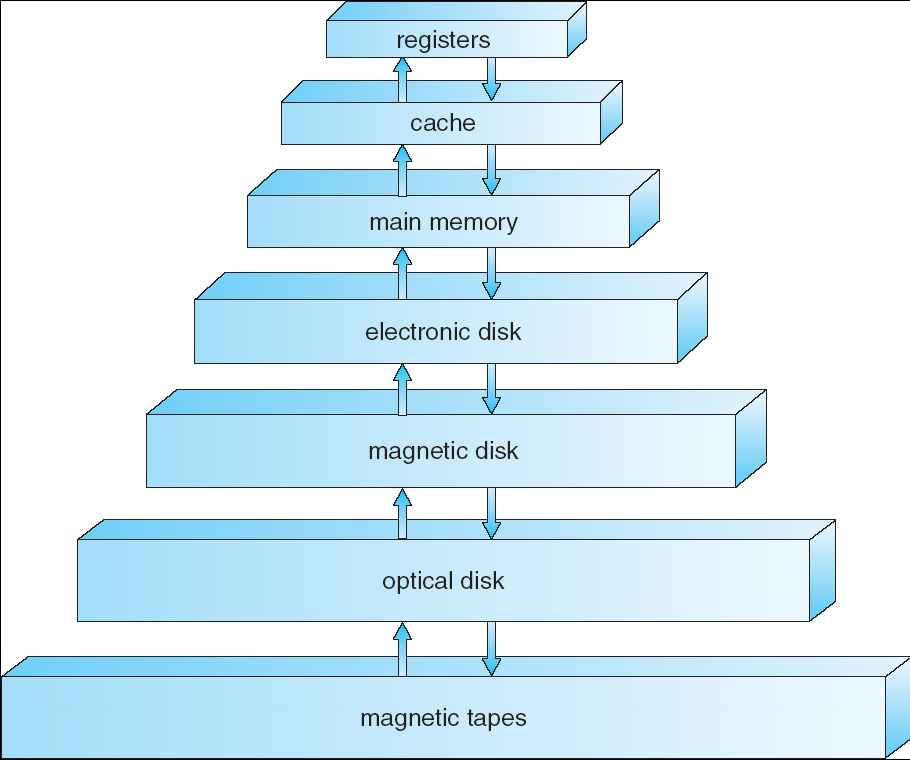 registers
cache
main memory
electronic disk
magnetic disk
optical disk
magnetic tapes